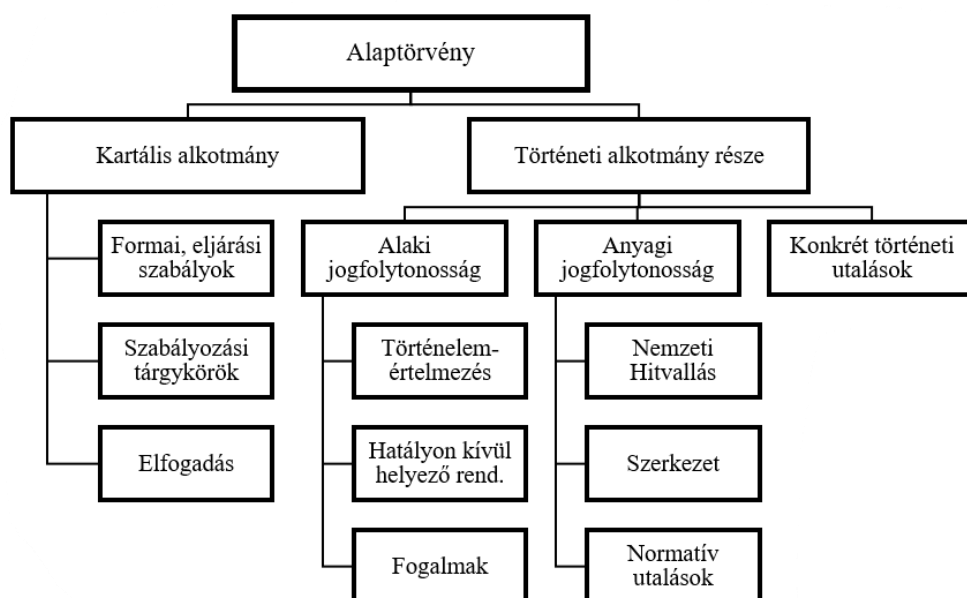 Alaptörvény
Kartális alkotmány
Történeti alkotmány része
Formai, eljárási
szabályok
Alaki
jogfolytonosság
Anyagi
jogfolytonosság
Konkrét történeti
utalások
Szabályozási
tárgykörök
Történelem-
értelmezés
Nemzeti
Hitvallás
Elfogadás
Hatályon kívül
helyező rend.
Szerkezet
Fogalmak
Normatív
utalások